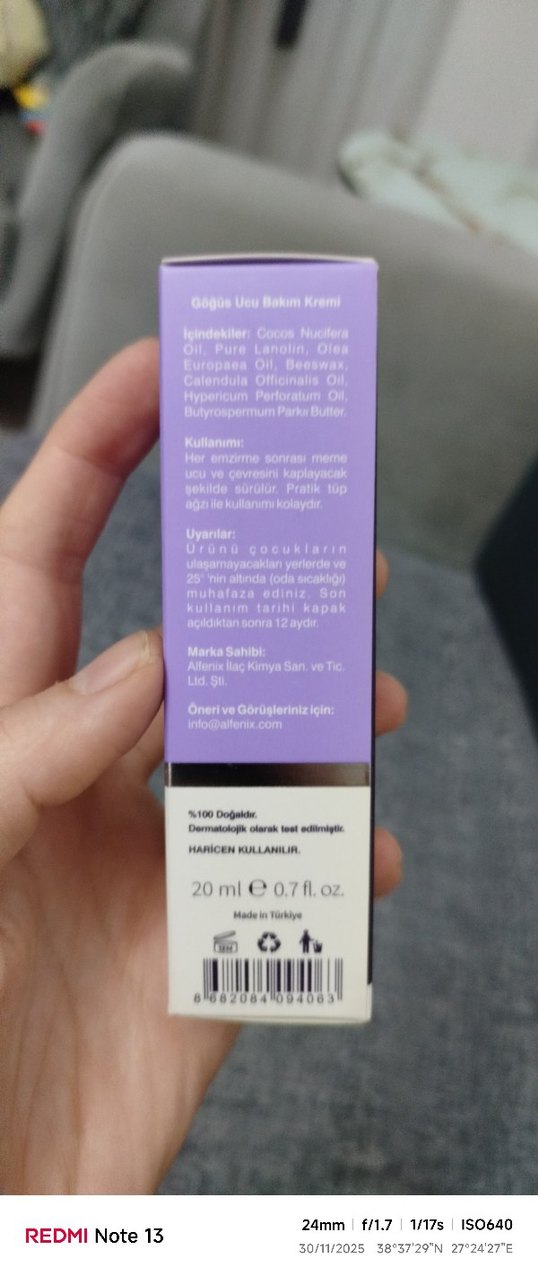 Göğüs Ucu Bakım Kremi
İçindekiler: Cocos Nucifera
Oil, Pure Lanolin, Olea
Europaea Oil, Beeswax,
Calendula Officinalis Oil,
Hypericum Perforatum Oil,
Butyrospermum Parkii Butter.
Kullanımı:
Her emzirme sonrası meme
ucu ve çevresini kaplayacak
şekilde sürülür. Pratik tüp
ağzı ile kullanımı kolaydır.
Uyarılar:
Ürünü çocukların
ulaşamayacakları yerlerde ve
25° 'nin altında (oda sıcaklığı)
muhafaza ediniz. Son
kullanım tarihi kapak
açıldıktan sonra 12 aydır.
Marka Sahibi:
Alfenix İlaç Kimya San. ve Tic.
Ltd. Şti.
Öneri ve Görüşleriniz için:
info@alfenix.com
%100 Doğaldır.
Dermatolojik olarak test edilmiştir.
HARİCEN KULLANILIR.
20 ml ℮ 0.7 fl. oz.
Made in Türkiye
12M
8 682084 094063
REDMI Note 13
24mm | f/1.7 | 1/17s | ISO640
30/11/2025 38°37'29"N 27°24'27"E